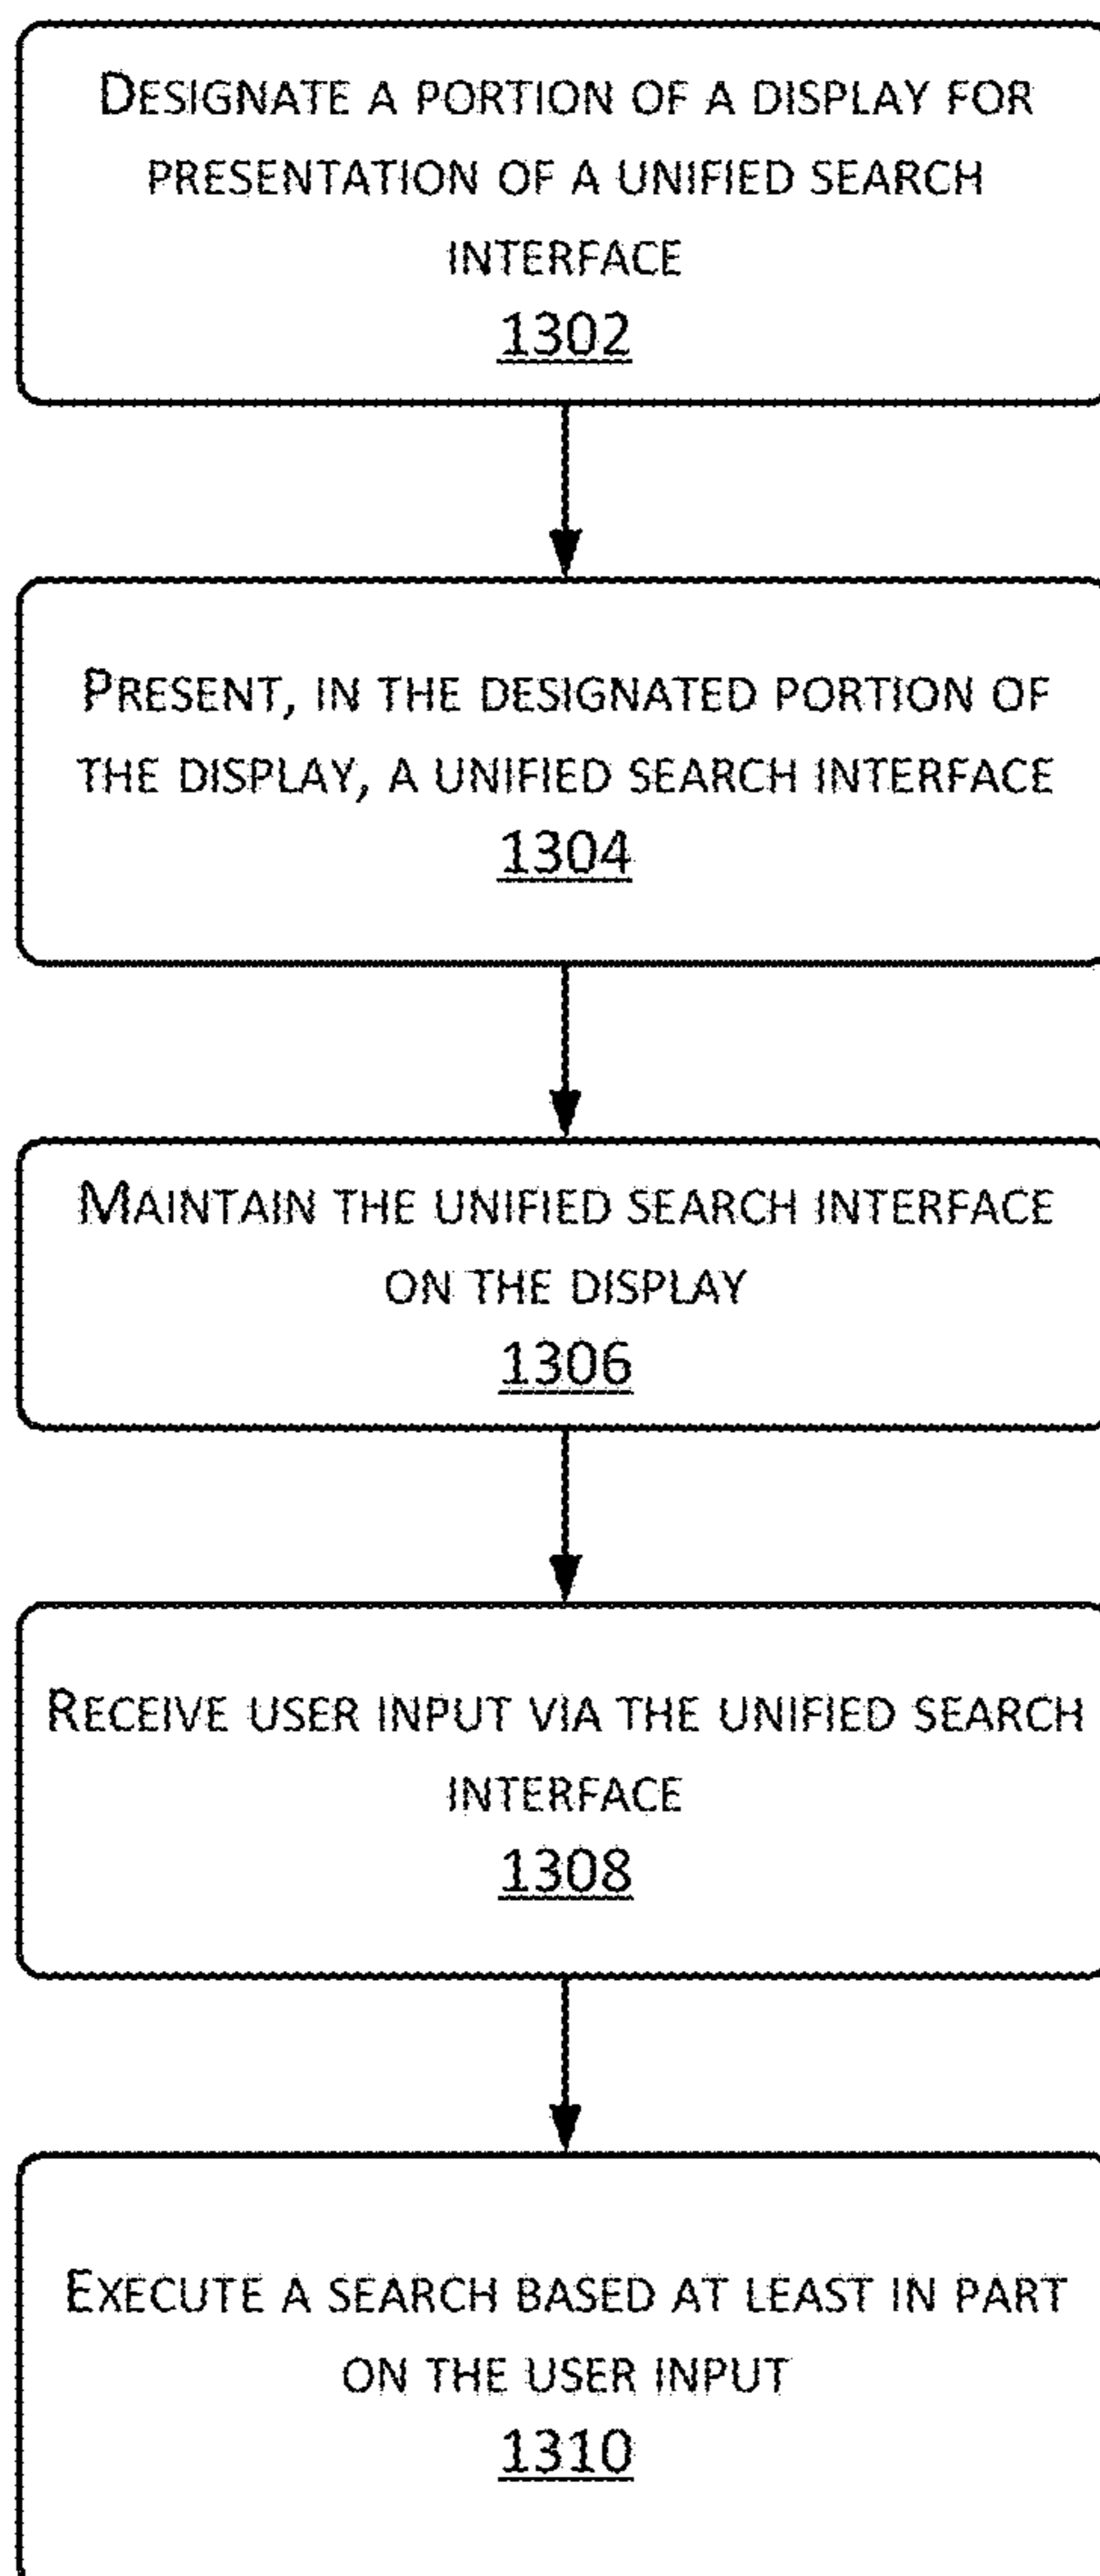 DESIGNATE A PORTION OF A DISPLAY FOR
PRESENTATION OF A UNIFIED SEARCH
INTERFACE
1302
PRESENT, IN THE DESIGNATED PORTION OF
THE DISPLAY, A UNIFIED SEARCH INTERFACE
1304
MAINTAIN THE UNIFIED SEARCH INTERFACE
ON THE DISPLAY
1306
RECEIVE USER INPUT VIA THE UNIFIED SEARCH
INTERFACE
1308
EXECUTE A SEARCH BASED AT LEAST IN PART
ON THE USER INPUT
1310